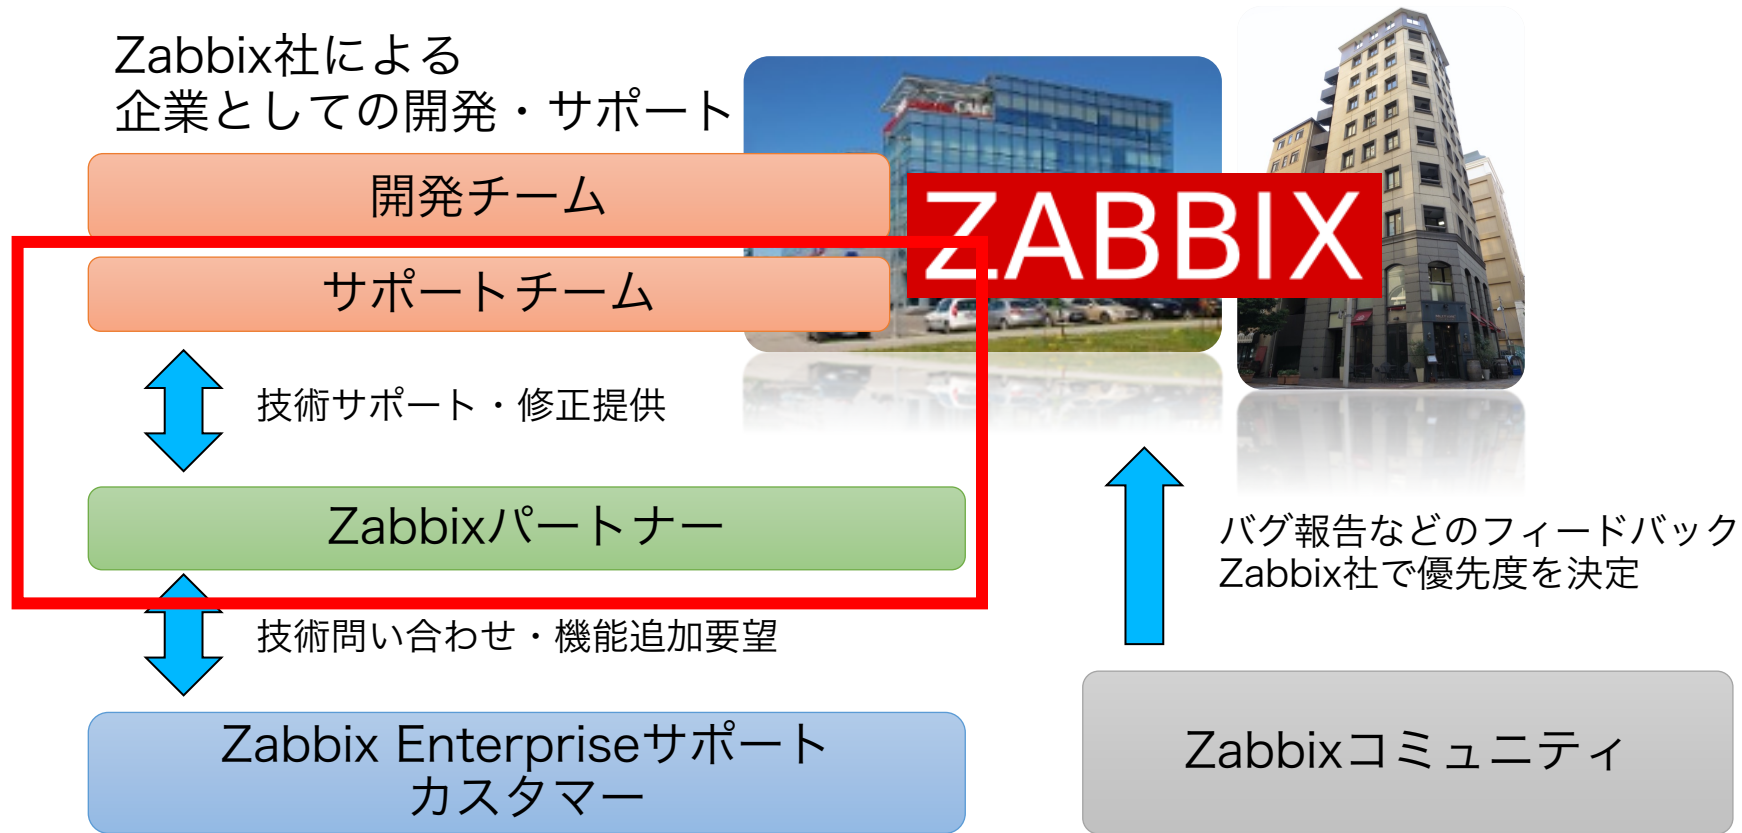 Zabbix社による
企業としての開発・サポート
開発チーム
サポートチーム
ZABBIX
技術サポート・修正提供
Zabbixパートナー
バグ報告などのフィードバック
Zabbix社で優先度を決定
技術問い合わせ・機能追加要望
Zabbix Enterpriseサポート
カスタマー
Zabbixコミュニティ